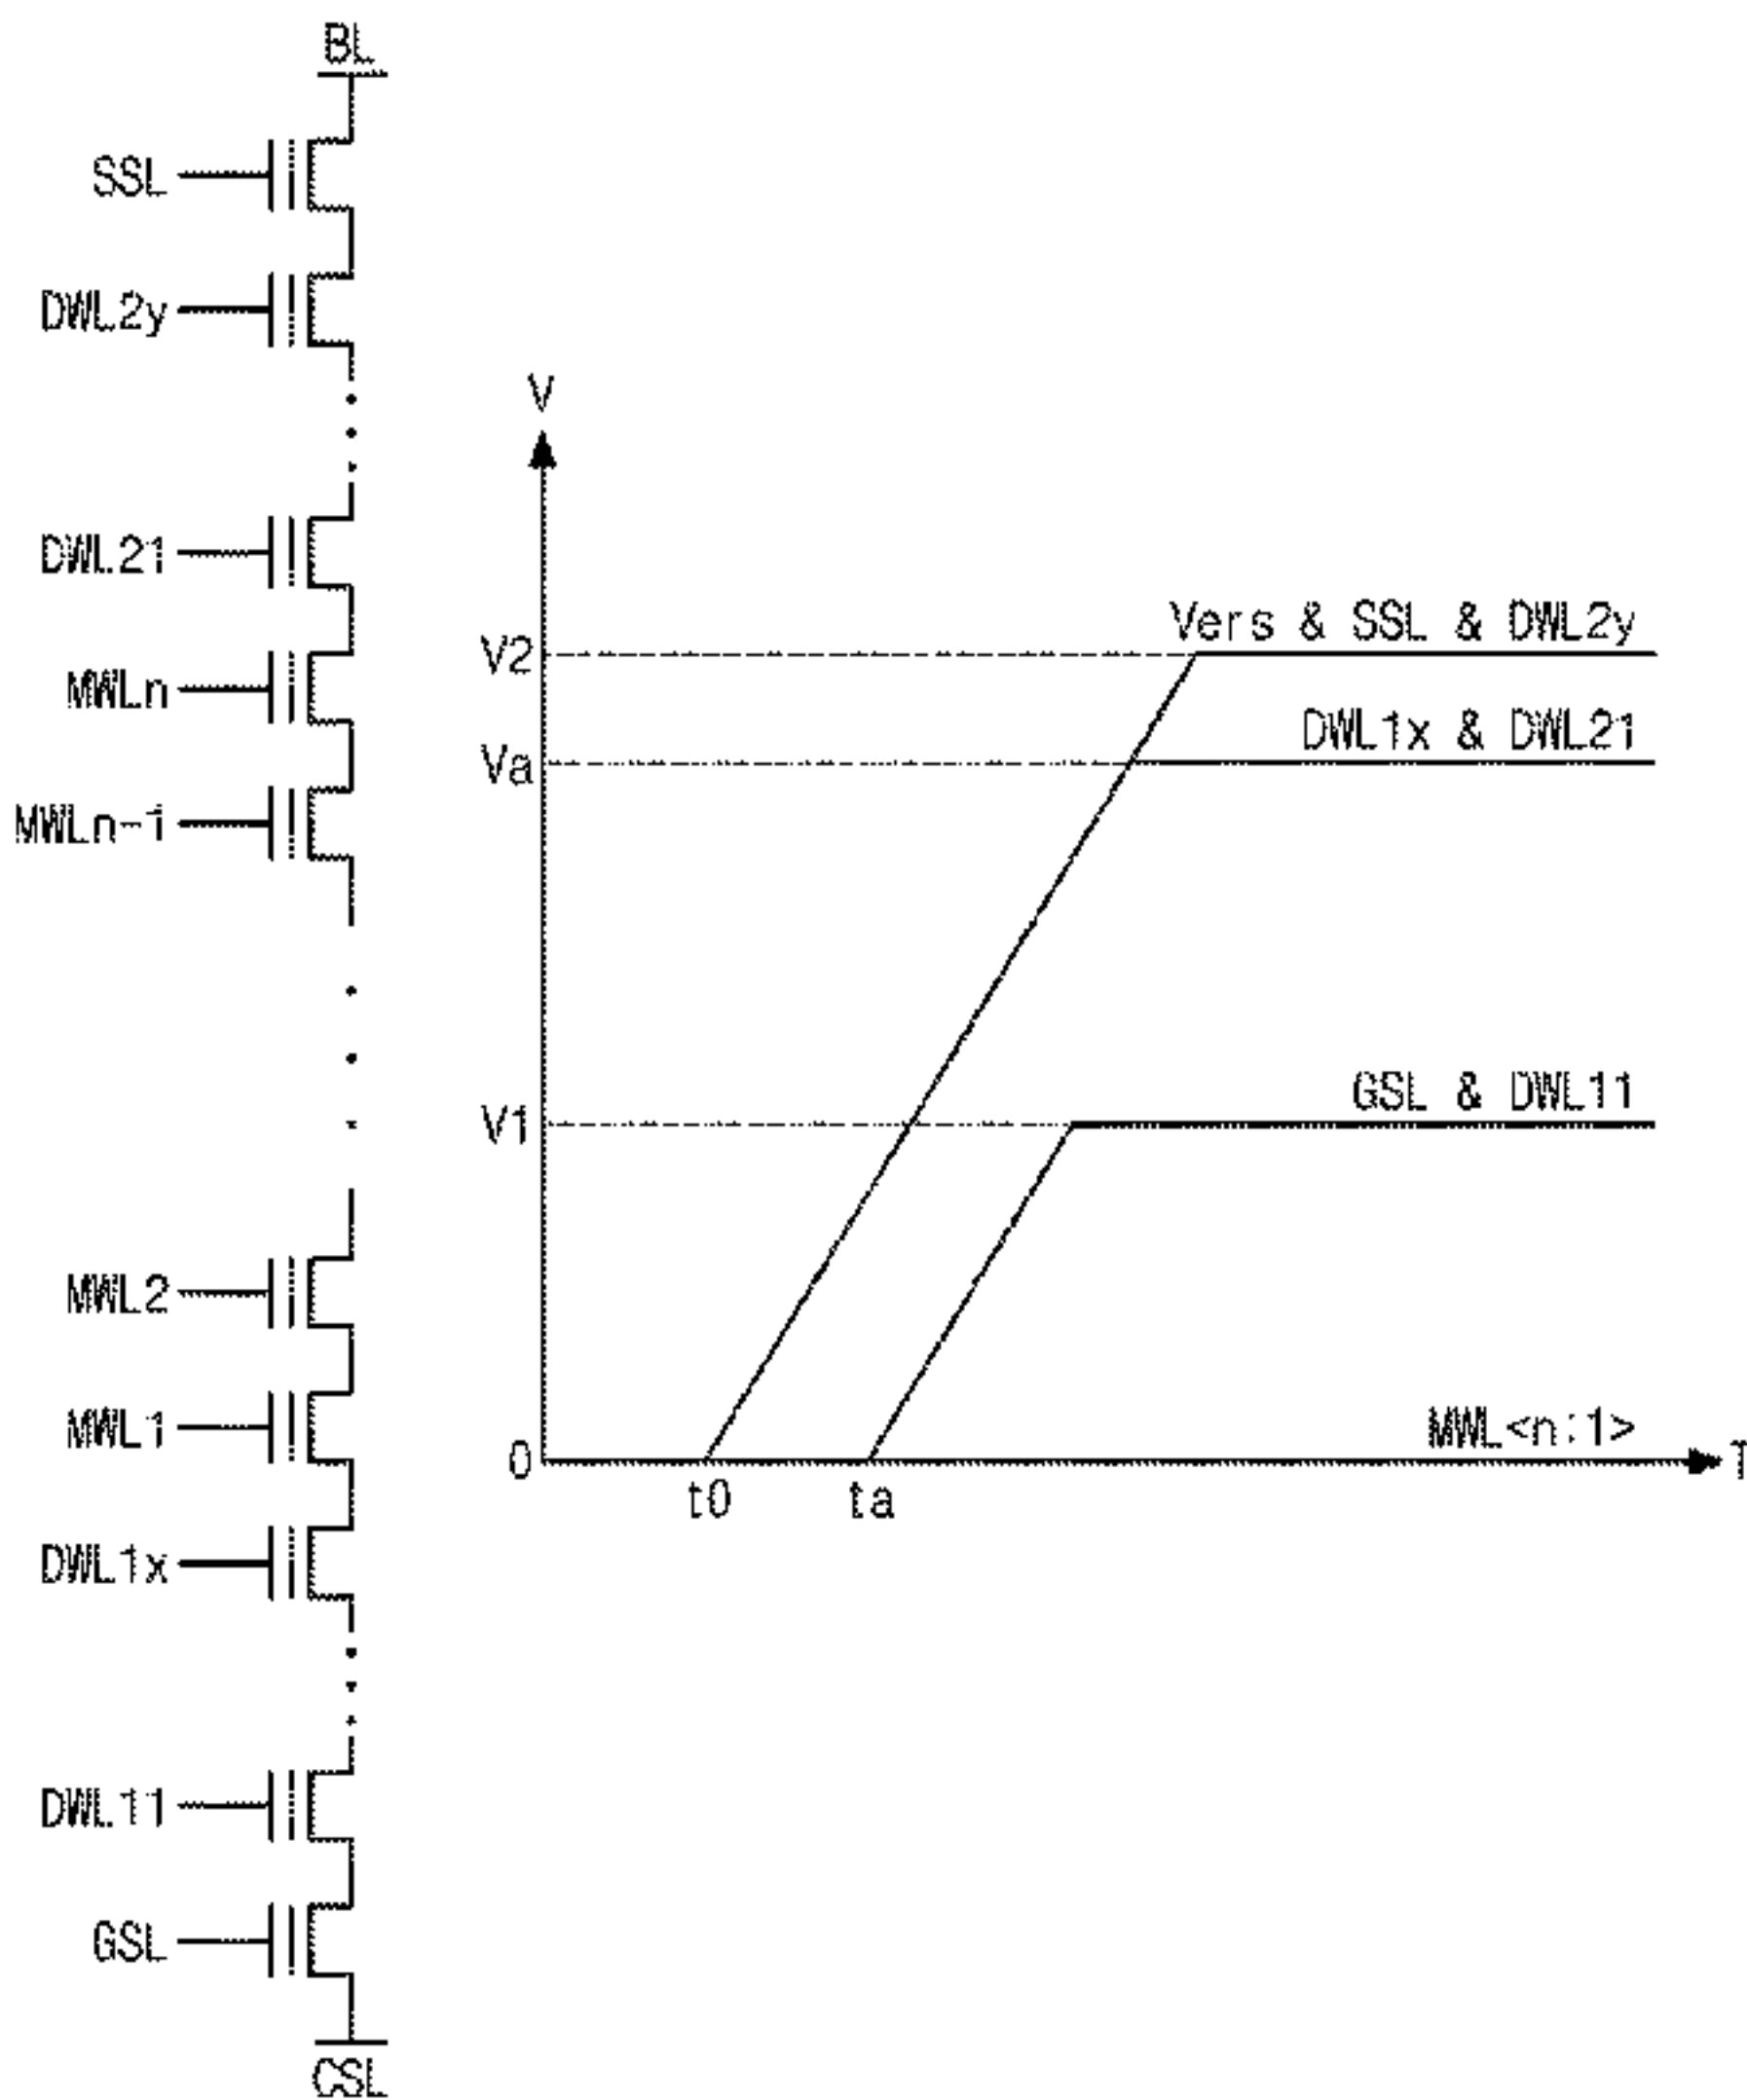 BL
SSL
DWL2y
DWL21
MWLn
MWLn-1
MWL2
MWL1
DWL1x
DWL11
GSL
CSL
V
V2
Va
V1
0
Vers & SSL & DWL2y
DWL1x & DWL21
GSL & DWL11
MWL<n:1>
t0
ta
T